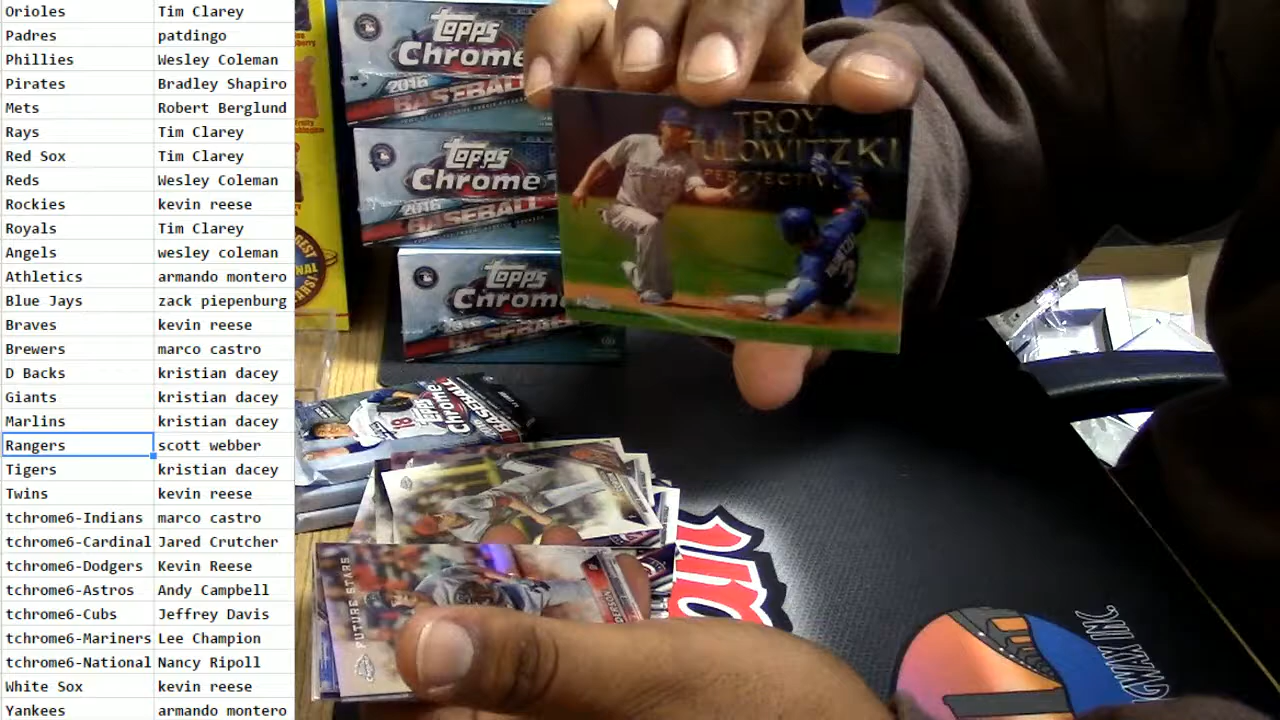 Orioles Tim Clarey
Padres patdingo
Phillies Wesley Coleman
Pirates Bradley Shapiro
Mets Robert Berglund
Rays Tim Clarey
Red Sox Tim Clarey
Reds Wesley Coleman
Rockies kevin reese
Royals Tim Clarey
Angels wesley coleman
Athletics armando montero
Blue Jays zack piepenburg
Braves kevin reese
Brewers marco castro
D Backs kristian dacey
Giants kristian dacey
Marlins kristian dacey
Rangers scott webber
Tigers kristian dacey
Twins kevin reese
tchrome6-Indians marco castro
tchrome6-Cardinal Jared Crutcher
tchrome6-Dodgers Kevin Reese
tchrome6-Astros Andy Campbell
tchrome6-Cubs Jeffrey Davis
tchrome6-Mariners Lee Champion
tchrome6-National Nancy Ripoll
White Sox kevin reese
Yankees armando montero
Topps
Chrome
2016
BASEBALL
Topps
Chrome
2016
BASEBALL
Topps
Chrome
BASEBALL
TROY
TULOWITZKI
PERSPECTIVES
Topps
Chrome
BASEBALL
FUTURE STARS